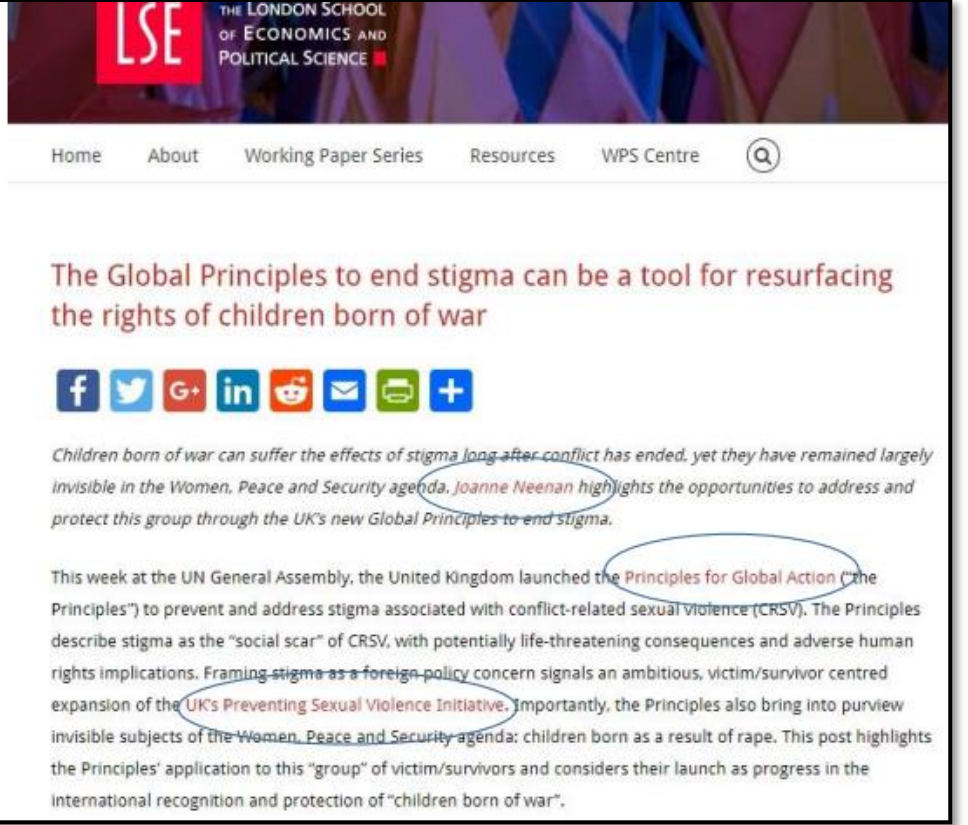 LSE
THE LONDON SCHOOL
OF ECONOMICS AND
POLITICAL SCIENCE
Home About Working Paper Series Resources WPS Centre
The Global Principles to end stigma can be a tool for resurfacing
the rights of children born of war
f G+ in
Children born of war can suffer the effects of stigma long after conflict has ended, yet they have remained largely
invisible in the Women, Peace and Security agenda. Joanne Neenan highlights the opportunities to address and
protect this group through the UK's new Global Principles to end stigma.
This week at the UN General Assembly, the United Kingdom launched the Principles for Global Action ("the
Principles") to prevent and address stigma associated with conflict-related sexual violence (CRSV). The Principles
describe stigma as the "social scar" of CRSV, with potentially life-threatening consequences and adverse human
rights implications. Framing stigma as a foreign policy concern signals an ambitious, victim/survivor centred
expansion of the UK's Preventing Sexual Violence Initiative. Importantly, the Principles also bring into purview
invisible subjects of the Women, Peace and Security agenda: children born as a result of rape. This post highlights
the Principles' application to this "group" of victim/survivors and considers their launch as progress in the
international recognition and protection of "children born of war".